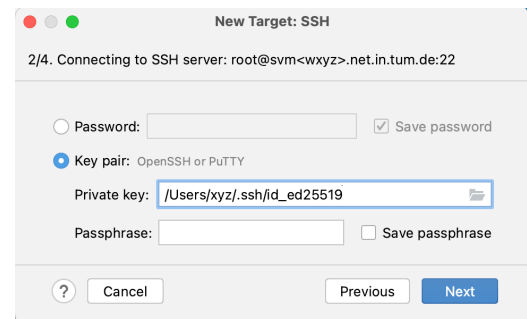 New Target: SSH
2/4. Connecting to SSH server: root@svm<wxyz>.net.in.tum.de:22
Password:
Save password
Key pair: OpenSSH or PuTTY
Private key: /Users/xyz/.ssh/id_ed25519
Passphrase:
Save passphrase
? Cancel Previous Next